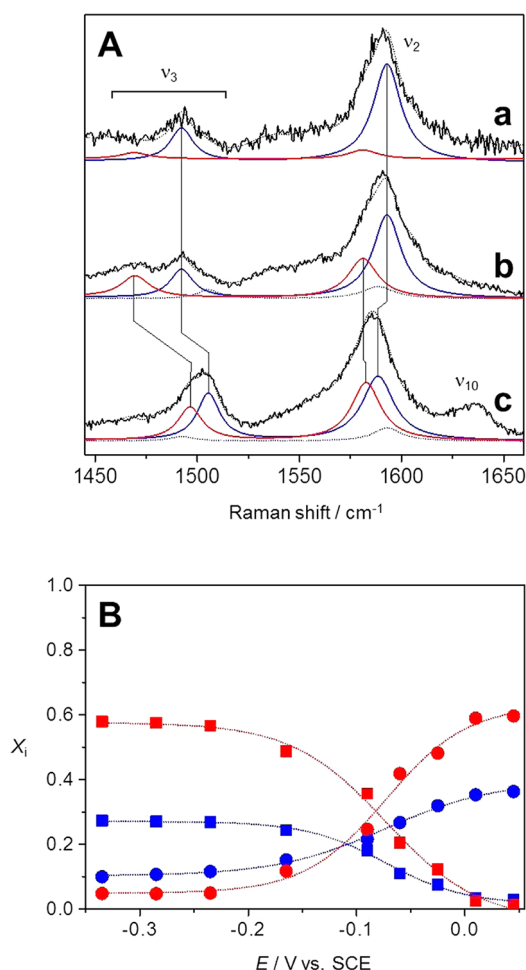 A
ν3
ν2
a
b
c
ν10
1450 1500 1550 1600 1650
Raman shift / cm-1
B
1.0
0.8
0.6
0.4
0.2
0.0
Xi
-0.3 -0.2 -0.1 0.0
E / V vs. SCE